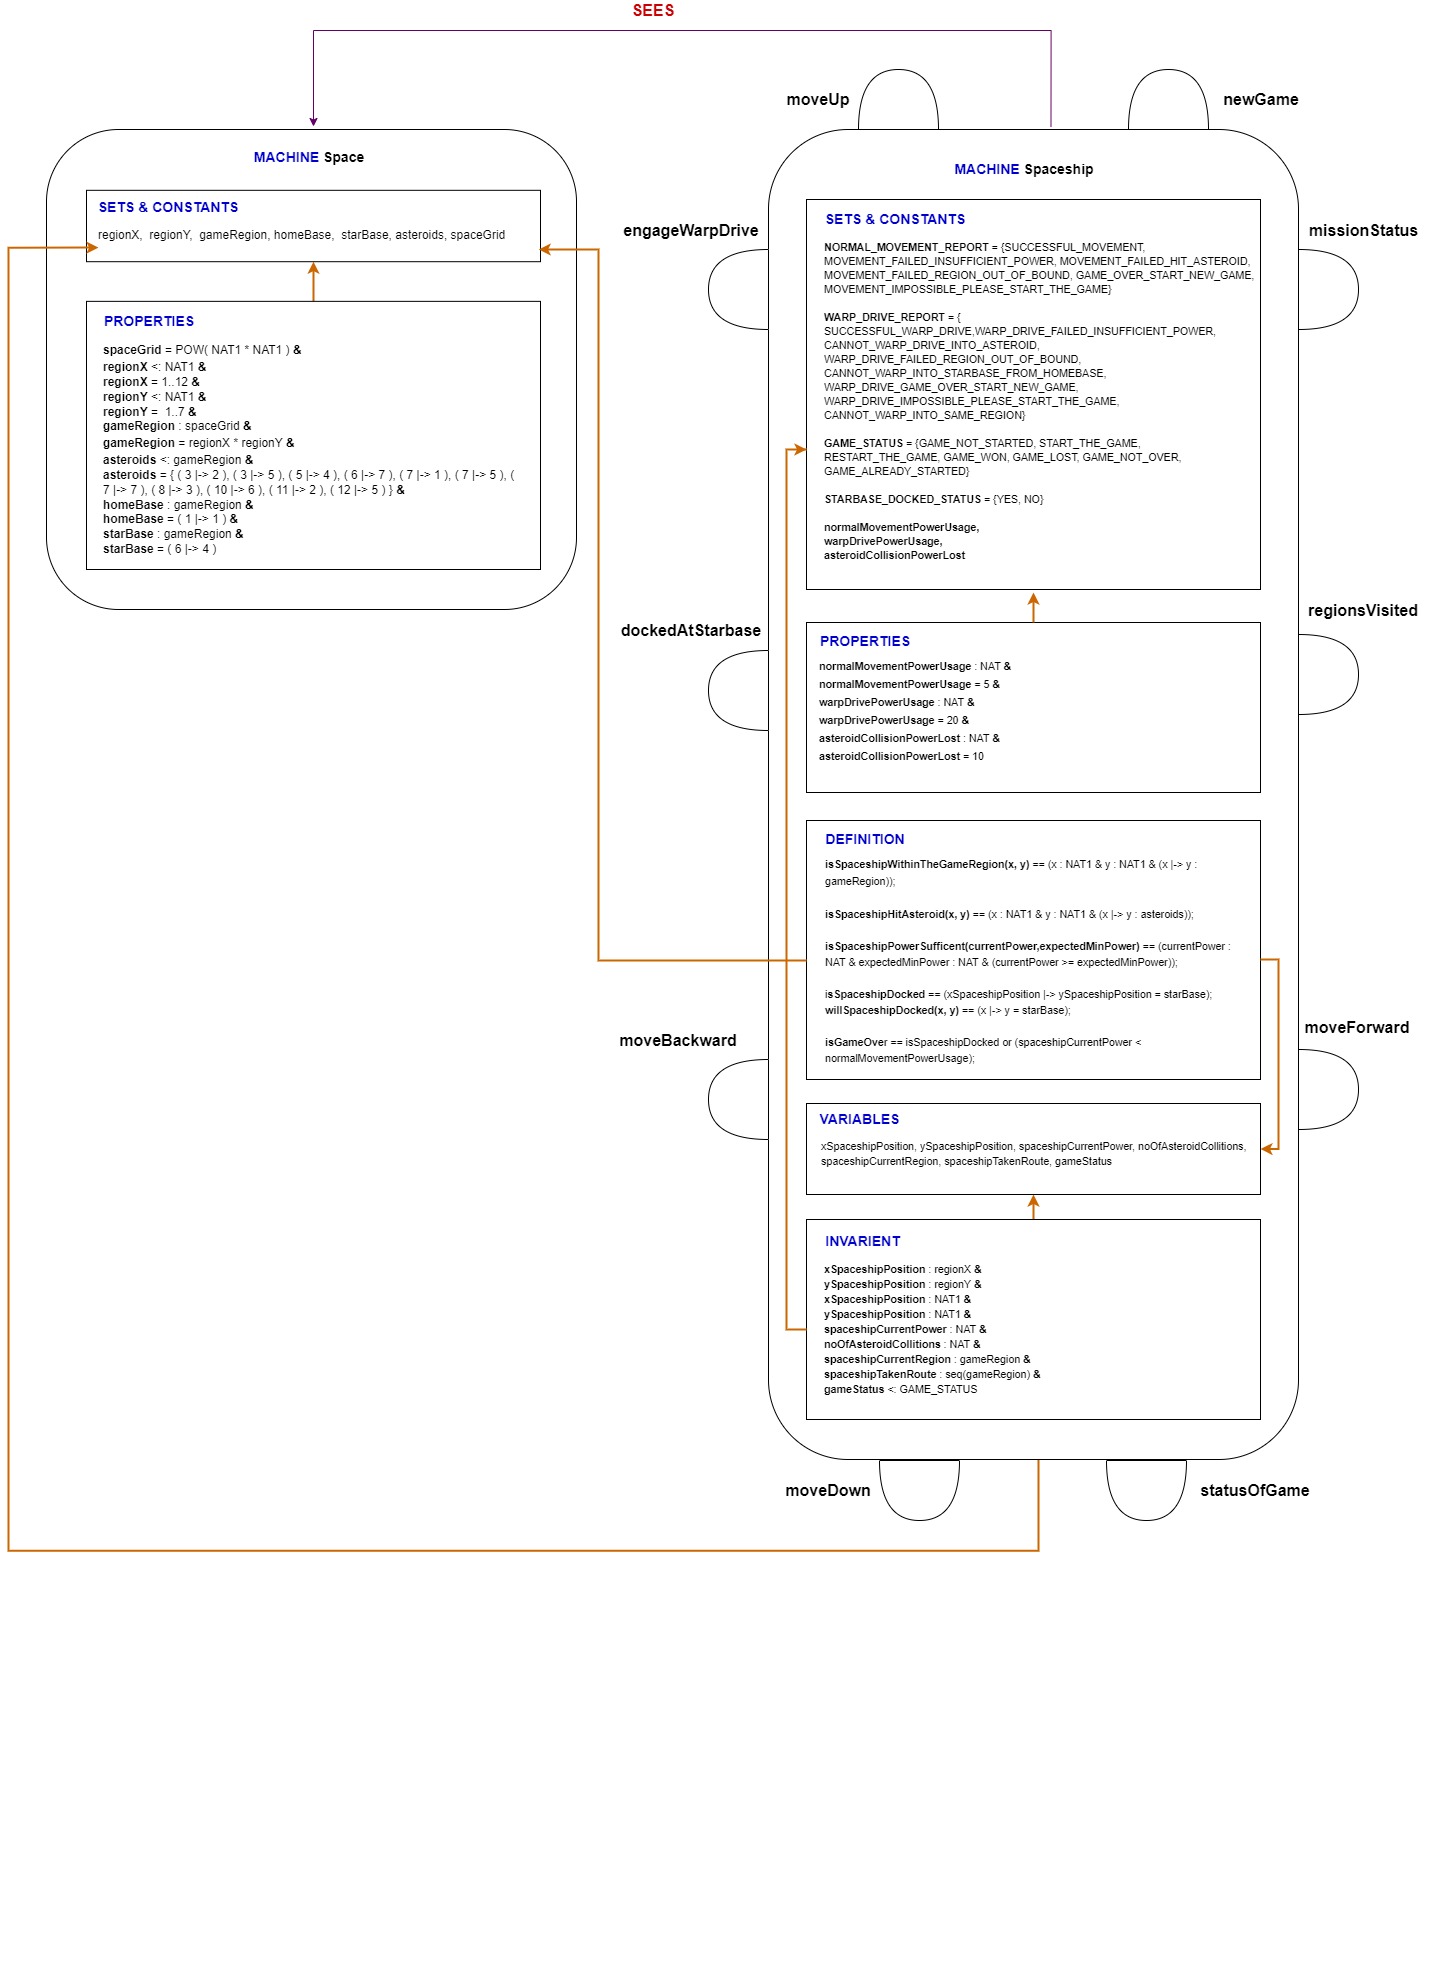 SEES
moveUp
newGame
MACHINE Space
SETS & CONSTANTS
regionX, regionY, gameRegion, homeBase, starBase, asteroids, spaceGrid
PROPERTIES
spaceGrid = POW( NAT1 * NAT1 ) &
regionX <: NAT1 &
regionX = 1..12 &
regionY <: NAT1 &
regionY = 1..7 &
gameRegion : spaceGrid &
gameRegion = regionX * regionY &
asteroids <: gameRegion &
asteroids = { ( 3 |-> 2 ), ( 3 |-> 5 ), ( 5 |-> 4 ), ( 6 |-> 7 ), ( 7 |-> 1 ), ( 7 |-> 5 ), (
7 |-> 7 ), ( 8 |-> 3 ), ( 10 |-> 6 ), ( 11 |-> 2 ), ( 12 |-> 5 ) } &
homeBase : gameRegion &
homeBase = ( 1 |-> 1 ) &
starBase : gameRegion &
starBase = ( 6 |-> 4 )
engageWarpDrive
dockedAtStarbase
moveBackward
MACHINE Spaceship
SETS & CONSTANTS
NORMAL_MOVEMENT_REPORT = {SUCCESSFUL_MOVEMENT,
MOVEMENT_FAILED_INSUFFICIENT_POWER, MOVEMENT_FAILED_HIT_ASTEROID,
MOVEMENT_FAILED_REGION_OUT_OF_BOUND, GAME_OVER_START_NEW_GAME,
MOVEMENT_IMPOSSIBLE_PLEASE_START_THE_GAME}
WARP_DRIVE_REPORT = {
SUCCESSFUL_WARP_DRIVE,WARP_DRIVE_FAILED_INSUFFICIENT_POWER,
CANNOT_WARP_DRIVE_INTO_ASTEROID,
WARP_DRIVE_FAILED_REGION_OUT_OF_BOUND,
CANNOT_WARP_INTO_STARBASE_FROM_HOMEBASE,
WARP_DRIVE_GAME_OVER_START_NEW_GAME,
WARP_DRIVE_IMPOSSIBLE_PLEASE_START_THE_GAME,
CANNOT_WARP_INTO_SAME_REGION}
GAME_STATUS = {GAME_NOT_STARTED, START_THE_GAME,
RESTART_THE_GAME, GAME_WON, GAME_LOST, GAME_NOT_OVER,
GAME_ALREADY_STARTED}
STARBASE_DOCKED_STATUS = {YES, NO}
normalMovementPowerUsage,
warpDrivePowerUsage,
asteroidCollisionPowerLost
PROPERTIES
normalMovementPowerUsage : NAT &
normalMovementPowerUsage = 5 &
warpDrivePowerUsage : NAT &
warpDrivePowerUsage = 20 &
asteroidCollisionPowerLost : NAT &
asteroidCollisionPowerLost = 10
DEFINITION
isSpaceshipWithinTheGameRegion(x, y) == (x : NAT1 & y : NAT1 & (x |-> y :
gameRegion));
isSpaceshipHitAsteroid(x, y) == (x : NAT1 & y : NAT1 & (x |-> y : asteroids));
isSpaceshipPowerSufficent(currentPower,expectedMinPower) == (currentPower :
NAT & expectedMinPower : NAT & (currentPower >= expectedMinPower));
isSpaceshipDocked == (xSpaceshipPosition |-> ySpaceshipPosition = starBase);
willSpaceshipDocked(x, y) == (x |-> y = starBase);
isGameOver == isSpaceshipDocked or (spaceshipCurrentPower <
normalMovementPowerUsage);
VARIABLES
xSpaceshipPosition, ySpaceshipPosition, spaceshipCurrentPower, noOfAsteroidCollitions,
spaceshipCurrentRegion, spaceshipTakenRoute, gameStatus
INVARIENT
xSpaceshipPosition : regionX &
ySpaceshipPosition : regionY &
xSpaceshipPosition : NAT1 &
ySpaceshipPosition : NAT1 &
spaceshipCurrentPower : NAT &
noOfAsteroidCollitions : NAT &
spaceshipCurrentRegion : gameRegion &
spaceshipTakenRoute : seq(gameRegion) &
gameStatus <: GAME_STATUS
missionStatus
regionsVisited
moveForward
moveDown
statusOfGame